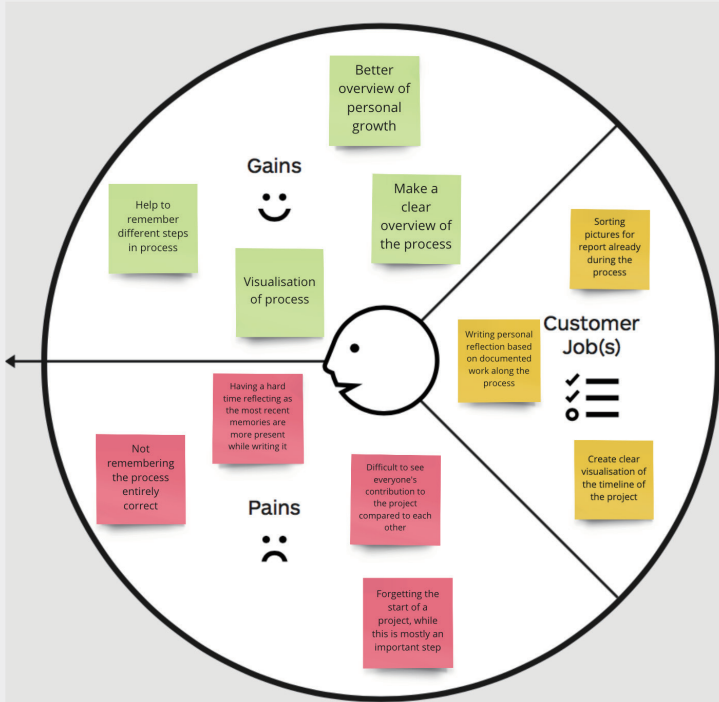 Better
overview of
personal
growth
Gains
Help to
remember
different steps
in process
Make a
clear
overview of
the process
Visualisation
of process
Sorting
pictures for
report already
during the
process
Customer
Job(s)
Writing personal
reflection based
on documented
work along the
process
Create clear
visualisation of
the timeline of
the project
Having a hard
time reflecting as
the most recent
memories are
more present
while writing it
Not
remembering
the process
entirely
correct
Difficult to see
everyone's
contribution to
the project
compared to each
other
Pains
Forgetting the
start of a
project, while
this is mostly an
important step